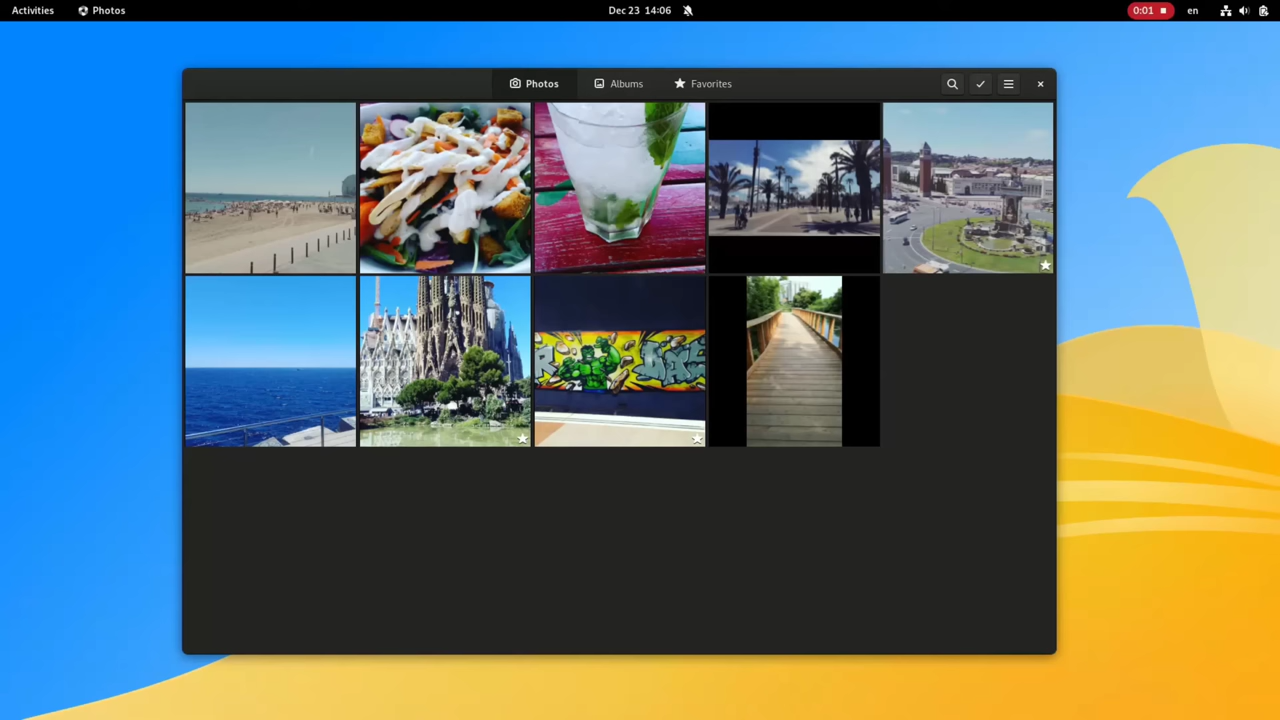 Activities
Photos
Dec 23 14:06
0:01
en
Photos
Albums
Favorites